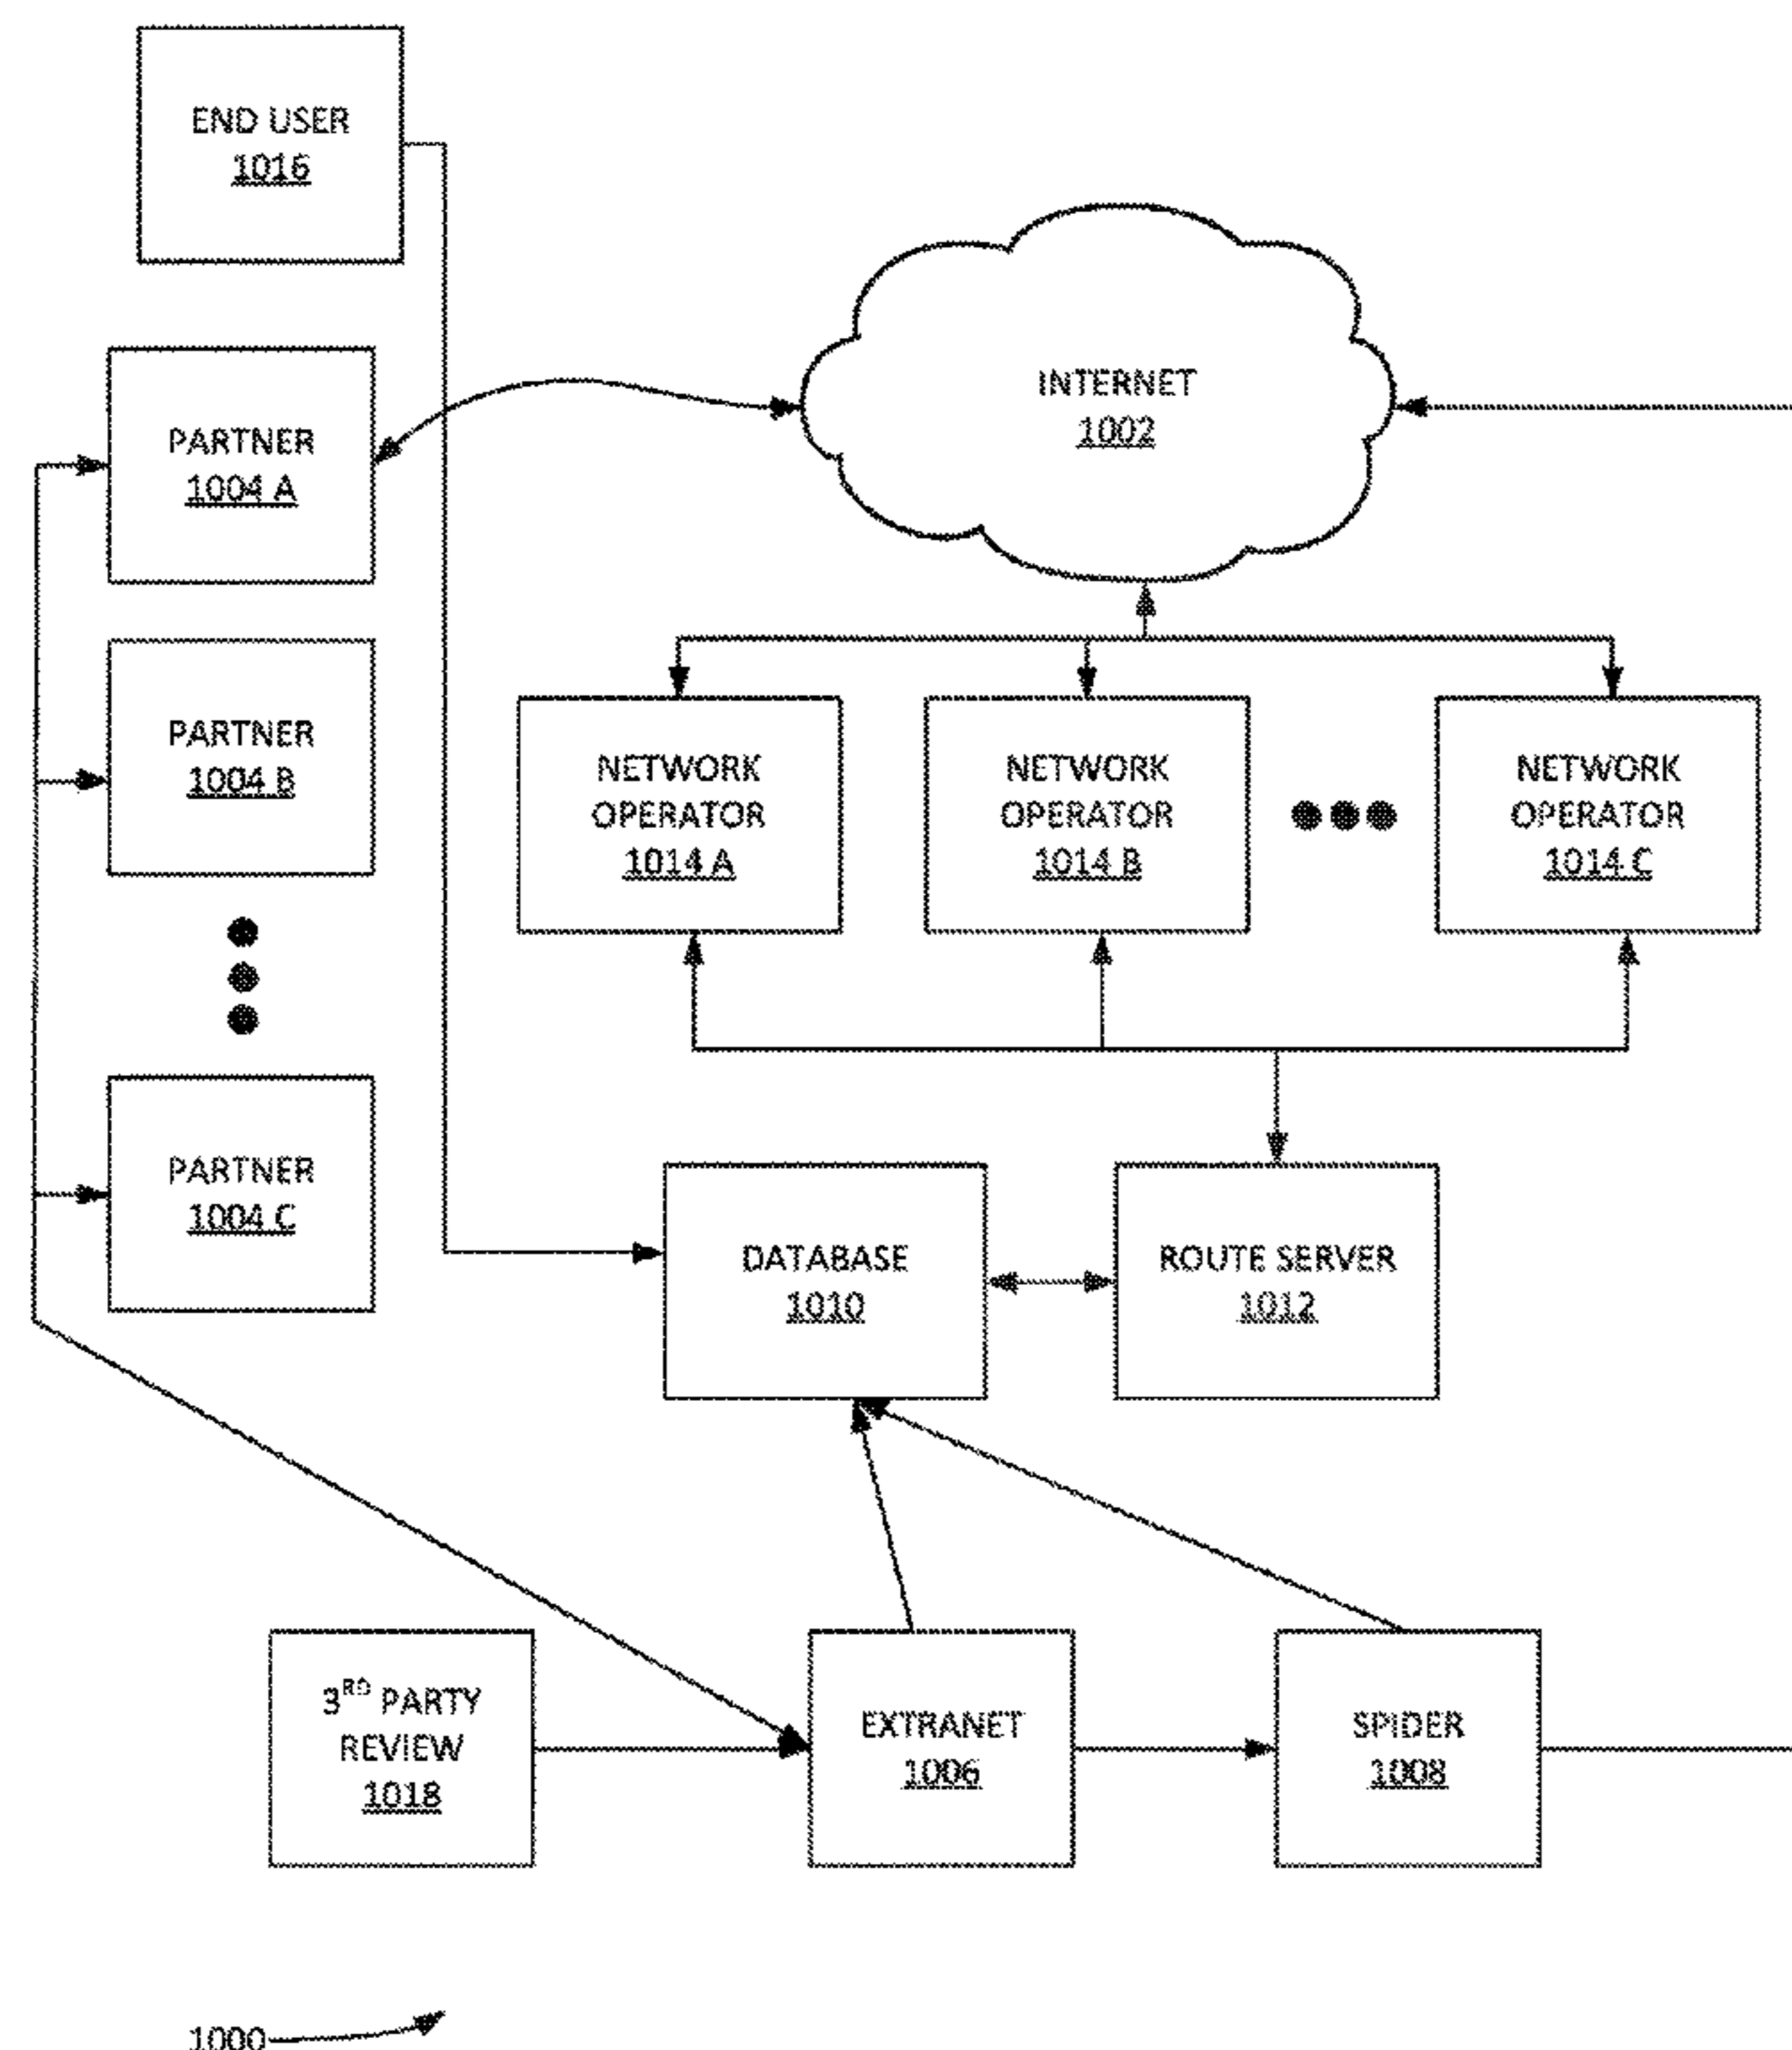 END USER
1016
INTERNET
1002
PARTNER
1004 A
PARTNER
1004 B
NETWORK
OPERATOR
1014 A
NETWORK
OPERATOR
1014 B
NETWORK
OPERATOR
1014 C
PARTNER
1004 C
DATABASE
1010
ROUTE SERVER
1012
3RD PARTY
REVIEW
1018
EXTRANET
1006
SPIDER
1008
1000